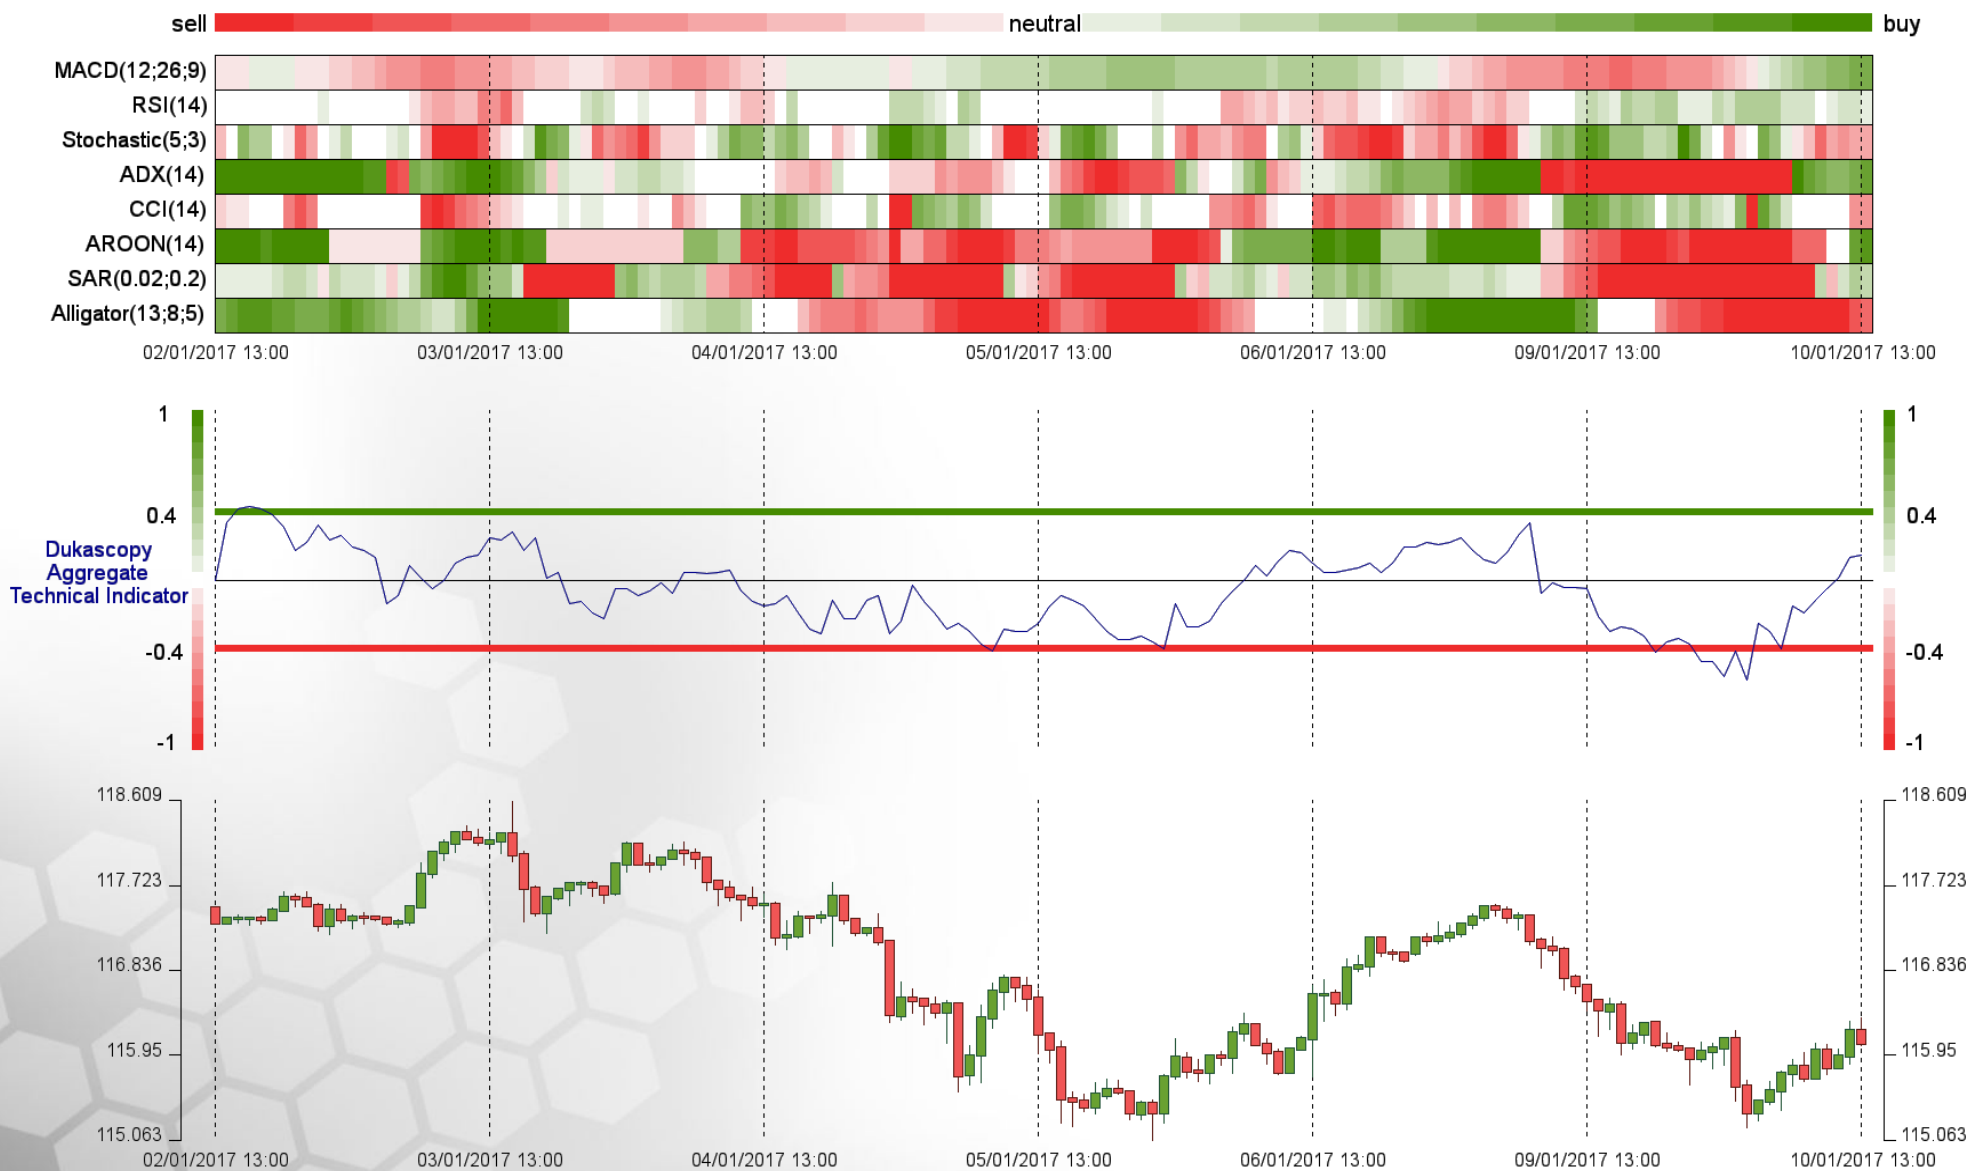 sell neutral buy
MACD(12;26;9)
RSI(14)
Stochastic(5;3)
ADX(14)
CCI(14)
AROON(14)
SAR(0.02;0.2)
Alligator(13;8;5)
02/01/2017 13:00 03/01/2017 13:00 04/01/2017 13:00 05/01/2017 13:00 06/01/2017 13:00 09/01/2017 13:00 10/01/2017 13:00
1 1
0.4 0.4
Dukascopy
Aggregate
Technical Indicator
-0.4 -0.4
-1 -1
118.609 118.609
117.723 117.723
116.836 116.836
115.95 115.95
115.063 115.063
02/01/2017 13:00 03/01/2017 13:00 04/01/2017 13:00 05/01/2017 13:00 06/01/2017 13:00 09/01/2017 13:00 10/01/2017 13:00